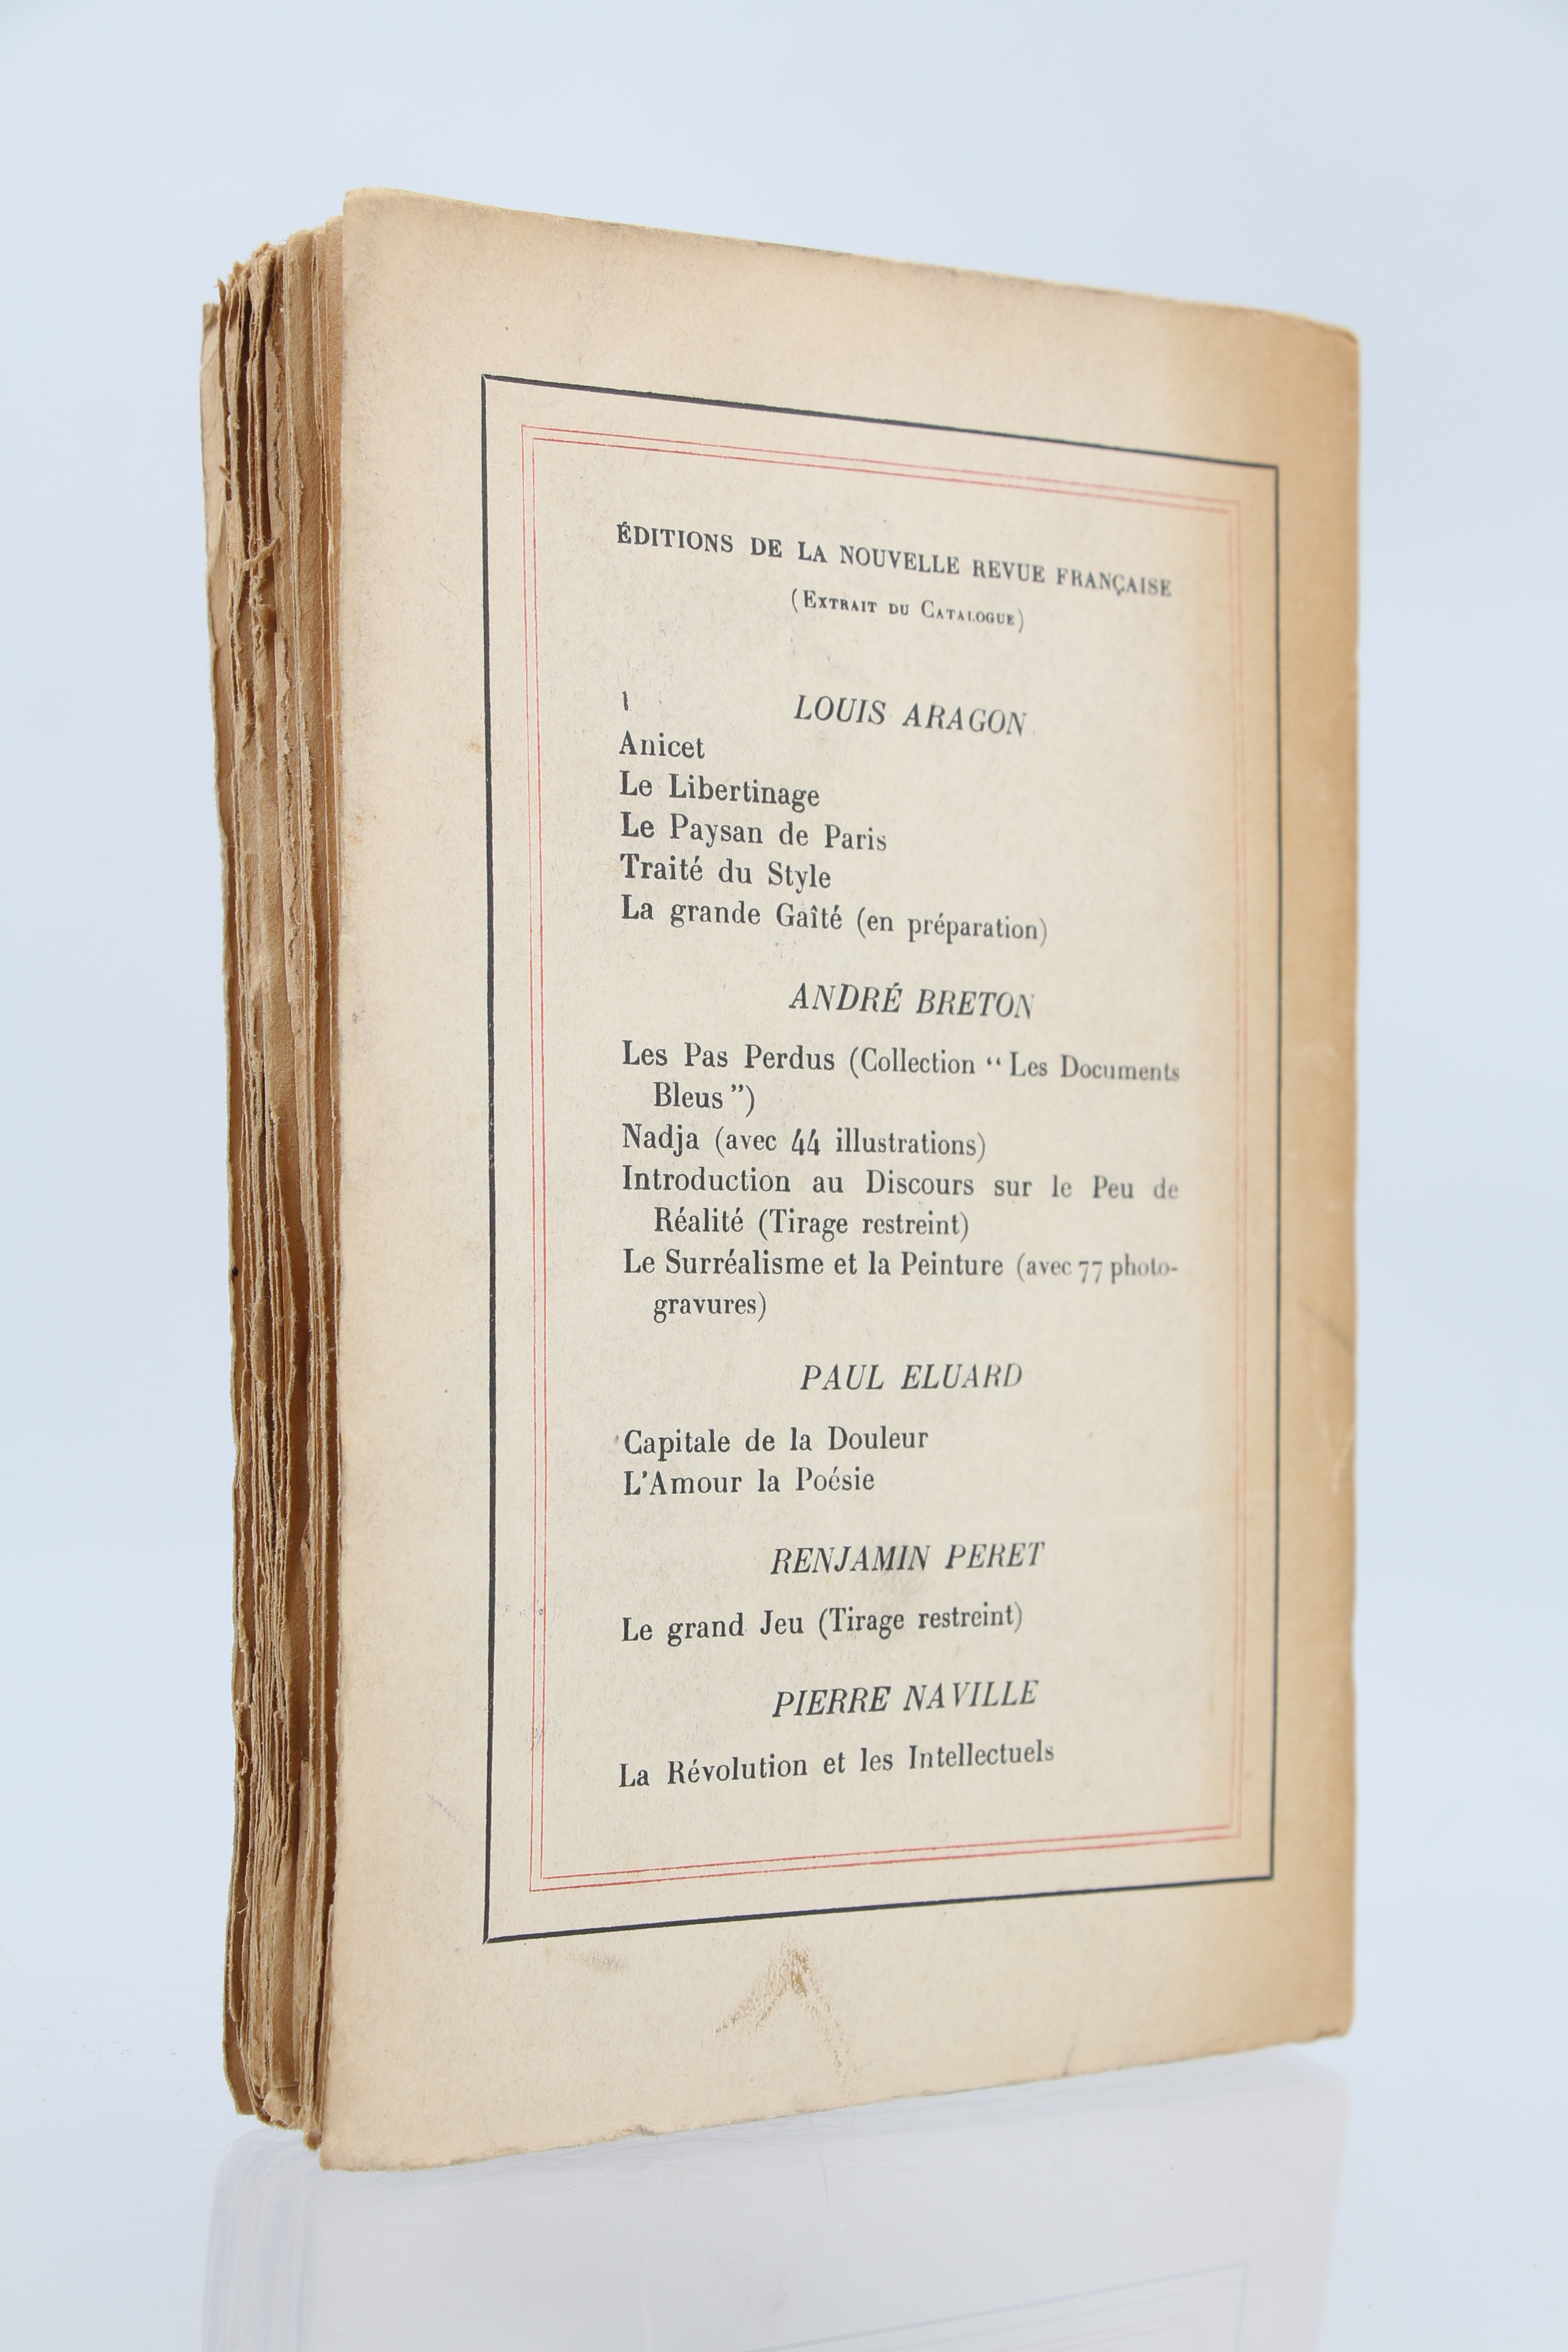 ÉDITIONS DE LA NOUVELLE REVUE FRANÇAISE
(EXTRAIT DU CATALOGUE)
LOUIS ARAGON
Anicet
Le Libertinage
Le Paysan de Paris
Traité du Style
La grande Gaîté (en préparation)
ANDRÉ BRETON
Les Pas Perdus (Collection “ Les Documents
Bleus ”)
Nadja (avec 44 illustrations)
Introduction au Discours sur le Peu de
Réalité (Tirage restreint)
Le Surréalisme et la Peinture (avec 77 photo-
gravures)
PAUL ELUARD
Capitale de la Douleur
L'Amour la Poésie
RENJAMIN PERET
Le grand Jeu (Tirage restreint)
PIERRE NAVILLE
La Révolution et les Intellectuels